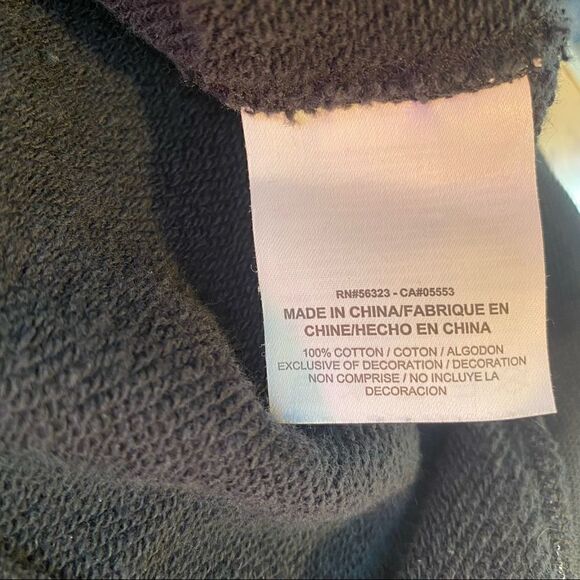 RN#56323 - CA#05553
MADE IN CHINA/FABRIQUE EN
CHINE/HECHO EN CHINA
100% COTTON / COTON / ALGODON
EXCLUSIVE OF DECORATION / DECORATION
NON COMPRISE / NO INCLUYE LA
DECORACION